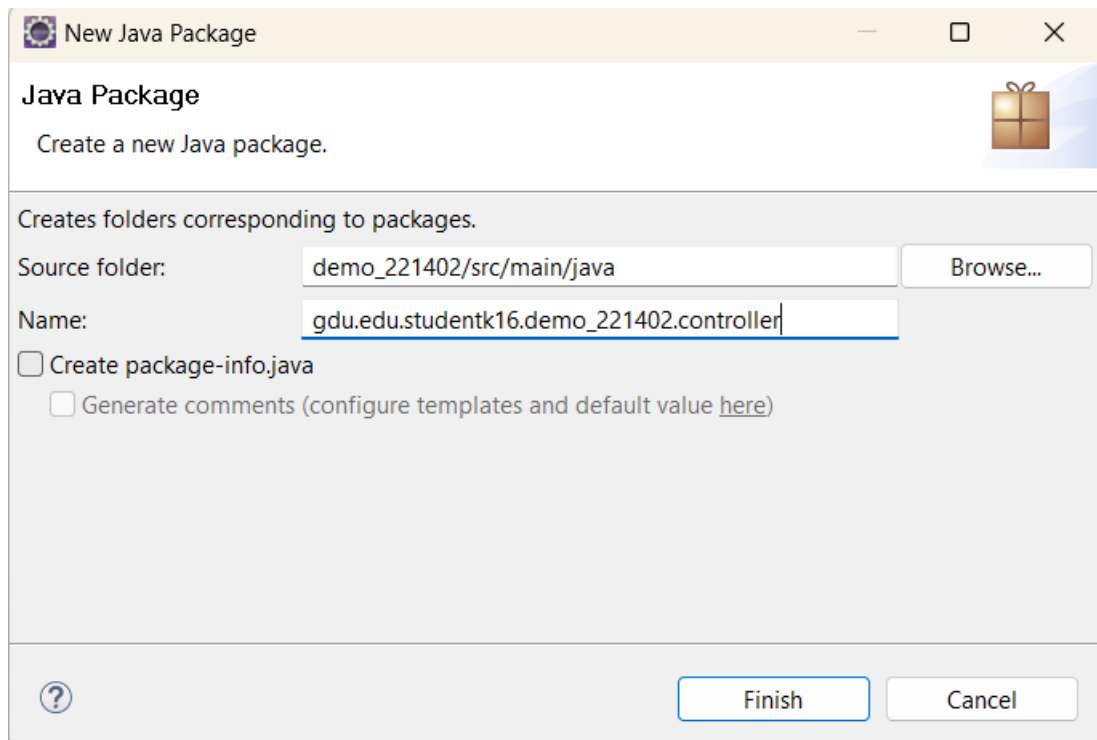 New Java Package
Java Package
Create a new Java package.
Creates folders corresponding to packages.
Source folder: demo_221402/src/main/java Browse...
Name: gdu.edu.studentk16.demo_221402.controller
Create package-info.java
Generate comments (configure templates and default value here)
? Finish Cancel